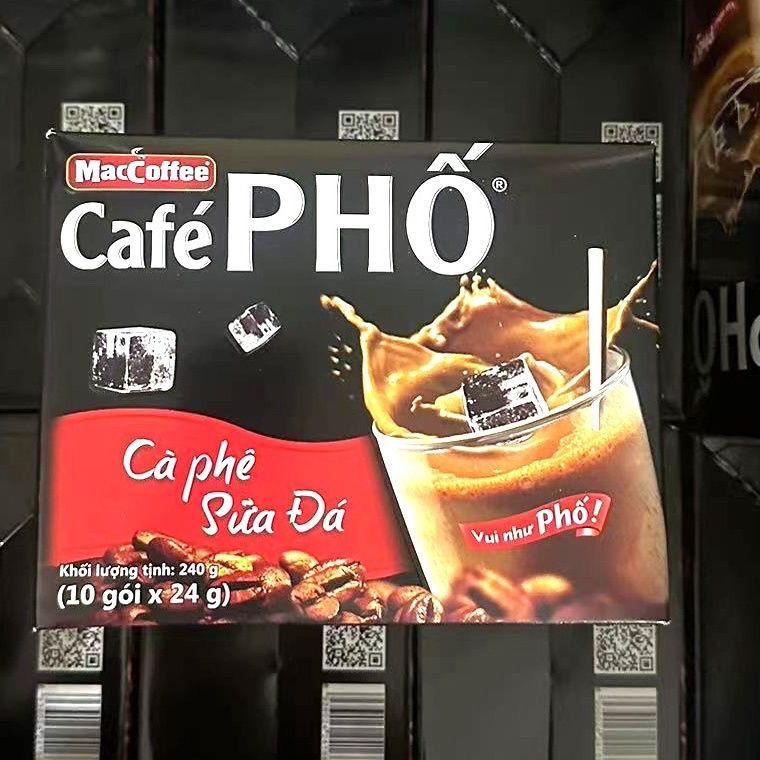 MacCoffee®
Café PHỐ®
Cà phê
Sữa Đá
Vui như Phố!
Khối lượng tịnh: 240 g
(10 gói x 24 g)